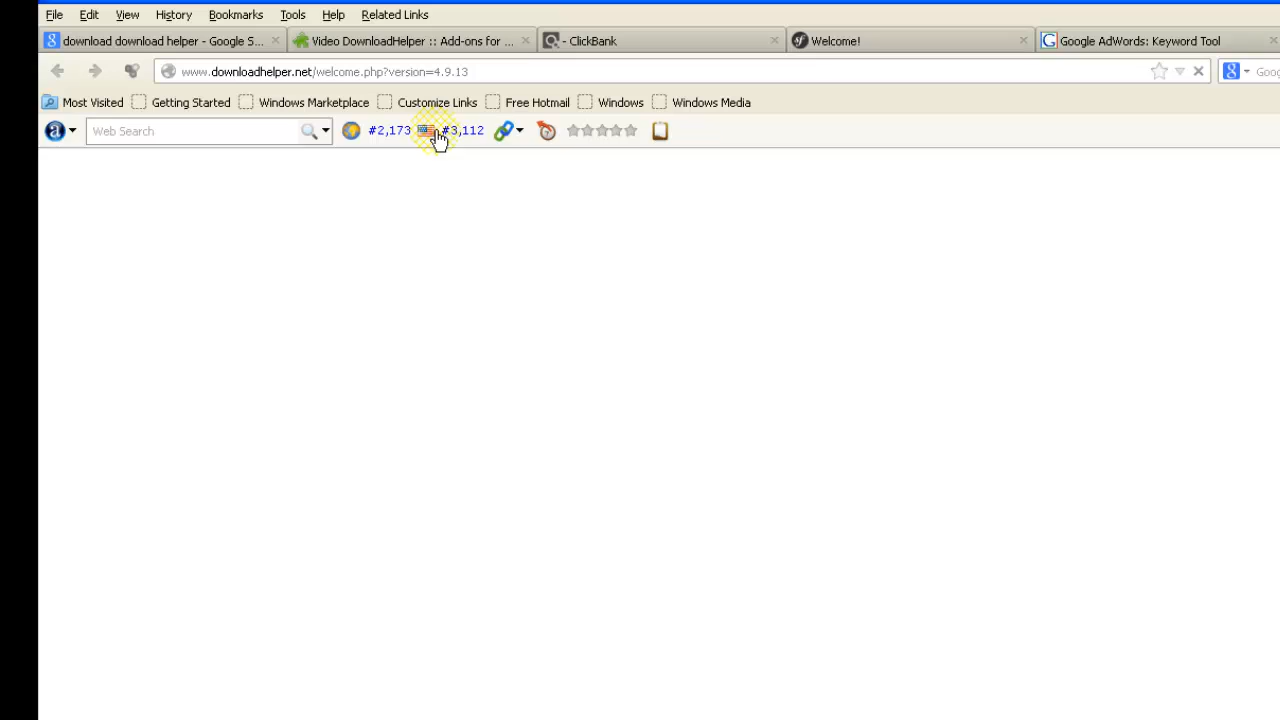 File Edit View History Bookmarks Tools Help Related Links
download download helper - Google S... Video DownloadHelper :: Add-ons for ... - ClickBank Welcome! Google AdWords: Keyword Tool
www.downloadhelper.net/welcome.php?version=4.9.13 Goog
Most Visited Getting Started Windows Marketplace Customize Links Free Hotmail Windows Windows Media
Web Search #2,173 #3,112